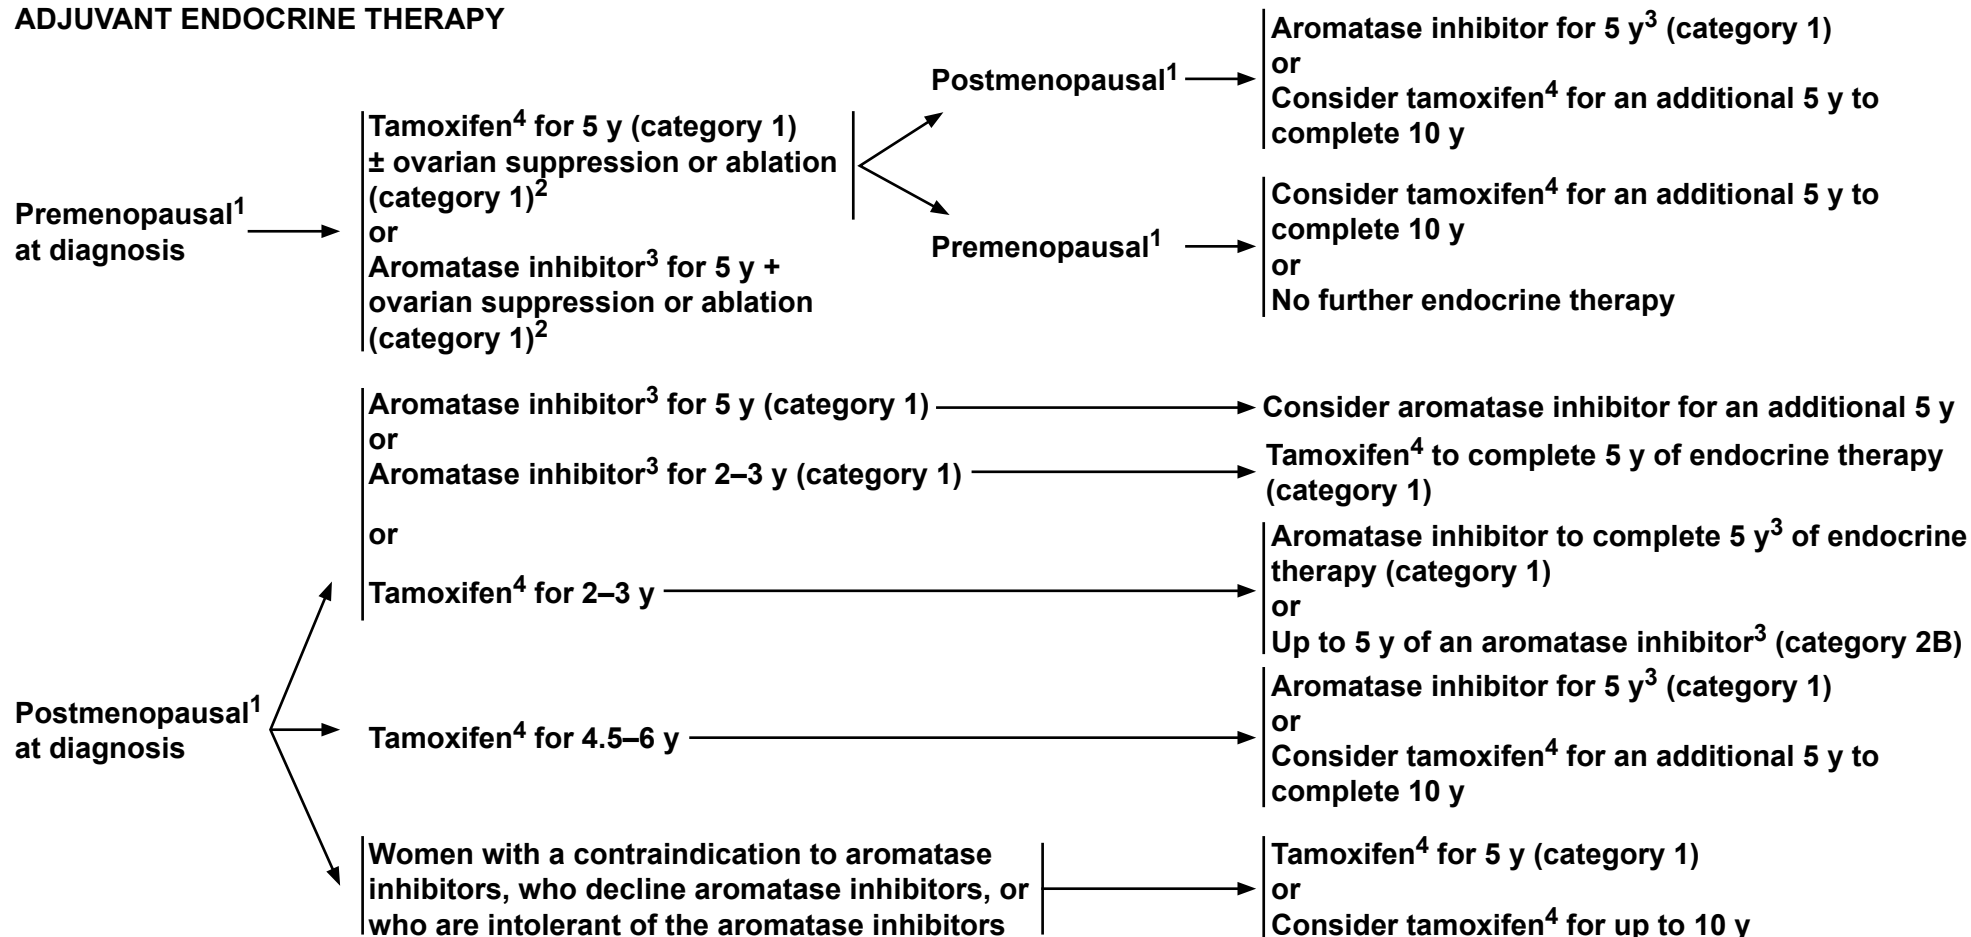 ADJUVANT ENDOCRINE THERAPY
Premenopausal1
at diagnosis
Tamoxifen4 for 5 y (category 1)
± ovarian suppression or ablation
(category 1)2
or
Aromatase inhibitor3 for 5 y +
ovarian suppression or ablation
(category 1)2
Postmenopausal1
Aromatase inhibitor for 5 y3 (category 1)
or
Consider tamoxifen4 for an additional 5 y to
complete 10 y
Premenopausal1
Consider tamoxifen4 for an additional 5 y to
complete 10 y
or
No further endocrine therapy
Postmenopausal1
at diagnosis
Aromatase inhibitor3 for 5 y (category 1)
Consider aromatase inhibitor for an additional 5 y
or
Aromatase inhibitor3 for 2–3 y (category 1)
Tamoxifen4 to complete 5 y of endocrine therapy
(category 1)
or
Tamoxifen4 for 2–3 y
Aromatase inhibitor to complete 5 y3 of endocrine
therapy (category 1)
or
Up to 5 y of an aromatase inhibitor3 (category 2B)
Tamoxifen4 for 4.5–6 y
Aromatase inhibitor for 5 y3 (category 1)
or
Consider tamoxifen4 for an additional 5 y to
complete 10 y
Women with a contraindication to aromatase
inhibitors, who decline aromatase inhibitors, or
who are intolerant of the aromatase inhibitors
Tamoxifen4 for 5 y (category 1)
or
Consider tamoxifen4 for up to 10 y